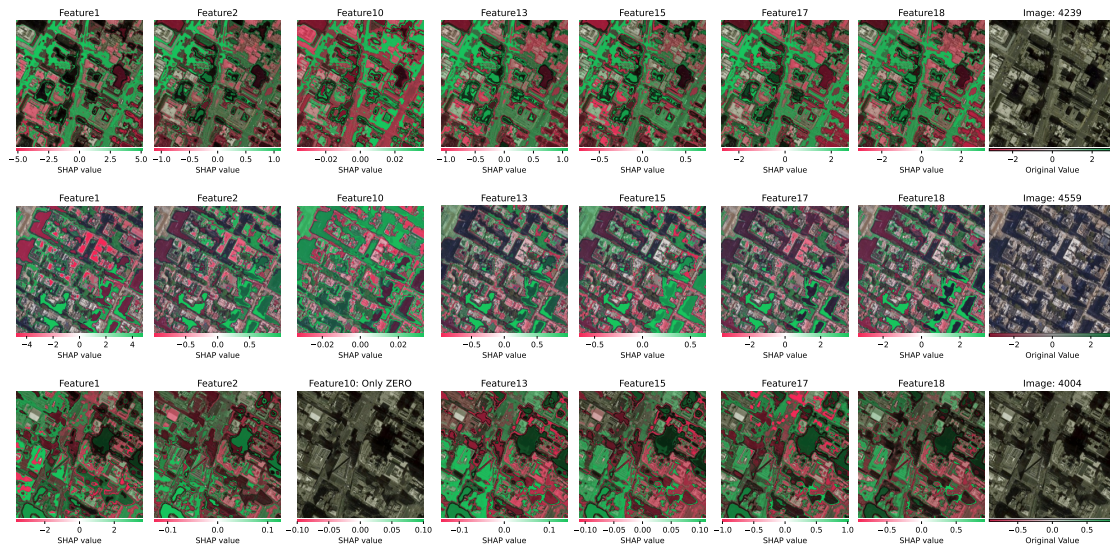 Feature1 Feature2 Feature10 Feature13 Feature15 Feature17 Feature18 Image: 4239
−5.0 −2.5 0.0 2.5 5.0 −1.0 −0.5 0.0 0.5 1.0 −0.02 0.00 0.02 −1.0 −0.5 0.0 0.5 1.0 −0.5 0.0 0.5 −2 0 2 −2 0 2 −2 0 2
SHAP value SHAP value SHAP value SHAP value SHAP value SHAP value SHAP value Original Value
Feature1 Feature2 Feature10 Feature13 Feature15 Feature17 Feature18 Image: 4559
−4 −2 0 2 4 −0.5 0.0 0.5 −0.02 0.00 0.02 −0.5 0.0 0.5 −0.5 0.0 0.5 −2 0 2 −2 0 2 −2 0 2
SHAP value SHAP value SHAP value SHAP value SHAP value SHAP value SHAP value Original Value
Feature1 Feature2 Feature10: Only ZERO Feature13 Feature15 Feature17 Feature18 Image: 4004
−2 0 2 −0.1 0.0 0.1 −0.10 −0.05 0.00 0.05 0.10 −0.1 0.0 0.1 −0.10 −0.05 0.00 0.05 0.10 −1.0 −0.5 0.0 0.5 1.0 −0.5 0.0 0.5 −0.5 0.0 0.5
SHAP value SHAP value SHAP value SHAP value SHAP value SHAP value SHAP value Original Value